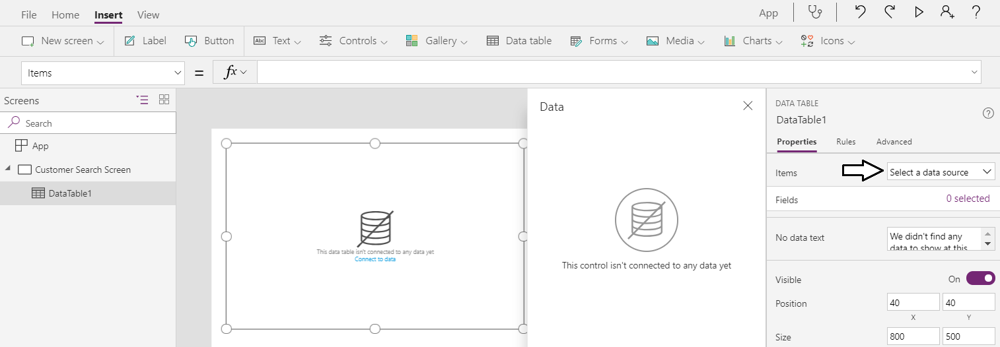 File Home Insert View App ?
New screen Label Button Abc Text Controls Gallery Data table Forms Media Charts Icons
Items = fx
Screens
Search
App
Customer Search Screen
DataTable1
This data table isn't connected to any data yet
Connect to data
Data
This control isn't connected to any data yet
DATA TABLE
DataTable1 ?
Properties Rules Advanced
Items Select a data source
Fields 0 selected
No data text We didn't find any
data to show at this
Visible On
Position 40 40
X Y
Size 800 500